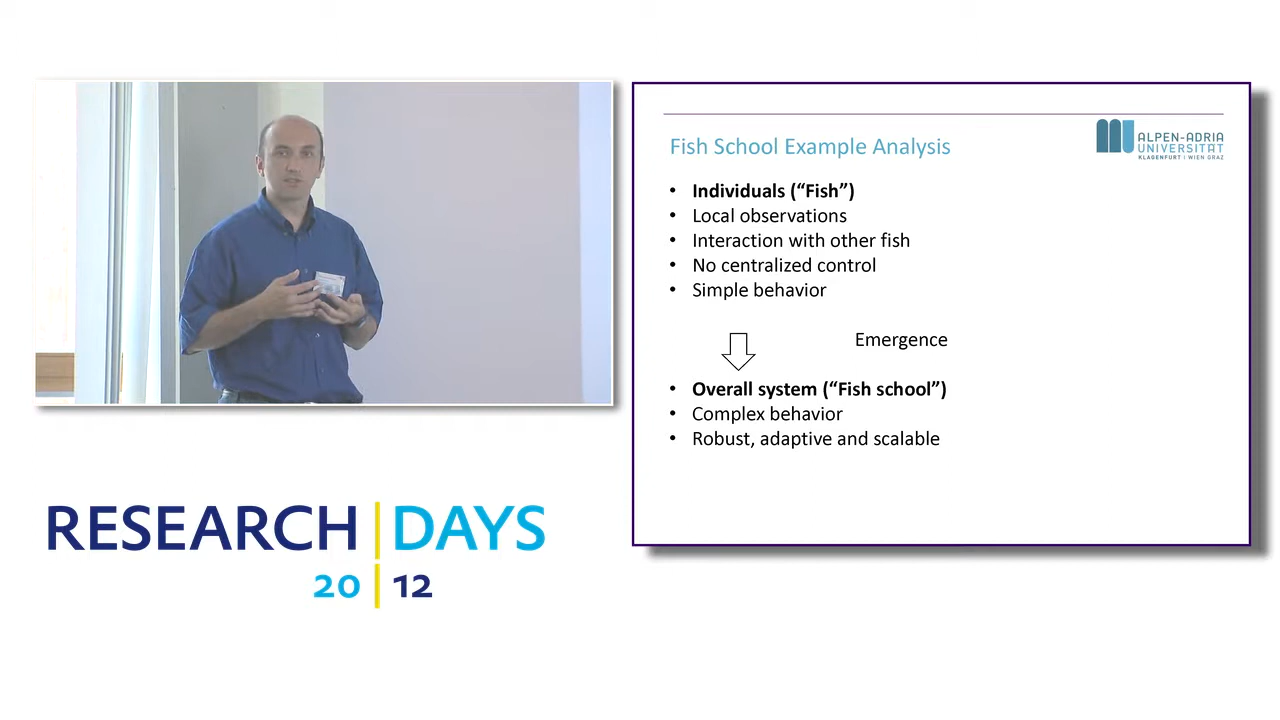 Fish School Example Analysis
ALPEN-ADRIA
UNIVERSITÄT
KLAGENFURT | WIEN GRAZ
• Individuals (“Fish”)
• Local observations
• Interaction with other fish
• No centralized control
• Simple behavior
Emergence
• Overall system (“Fish school”)
• Complex behavior
• Robust, adaptive and scalable
RESEARCH | DAYS
20 | 12